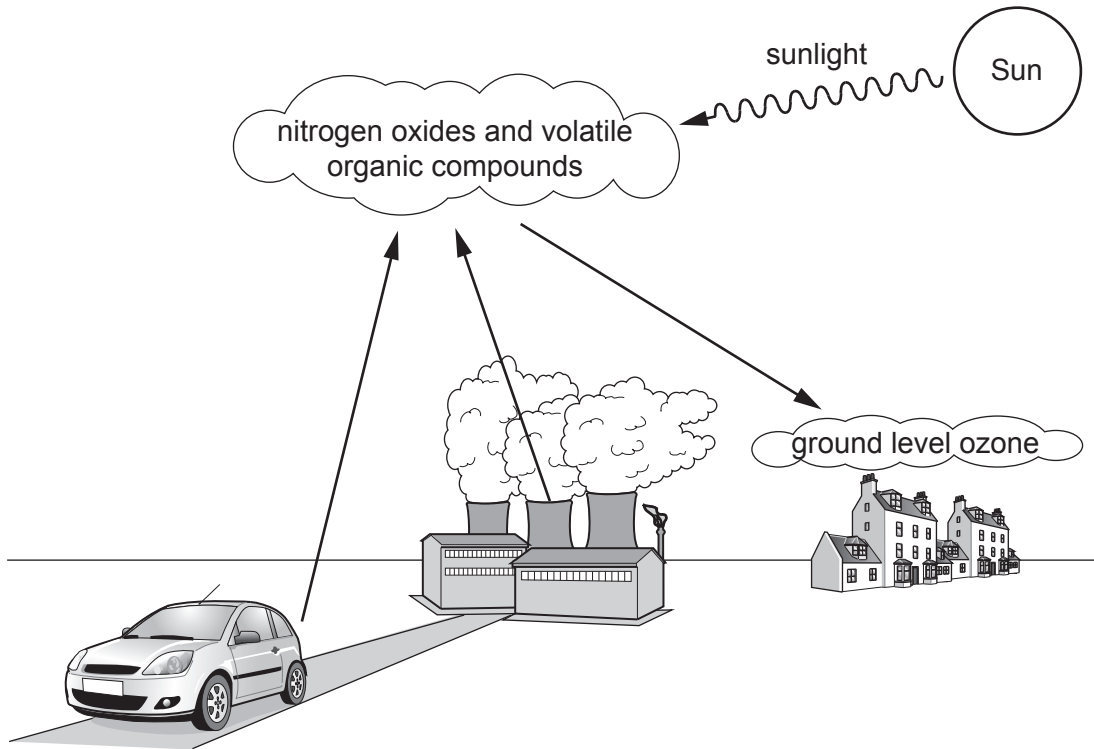 sunlight
Sun
nitrogen oxides and volatile
organic compounds
ground level ozone